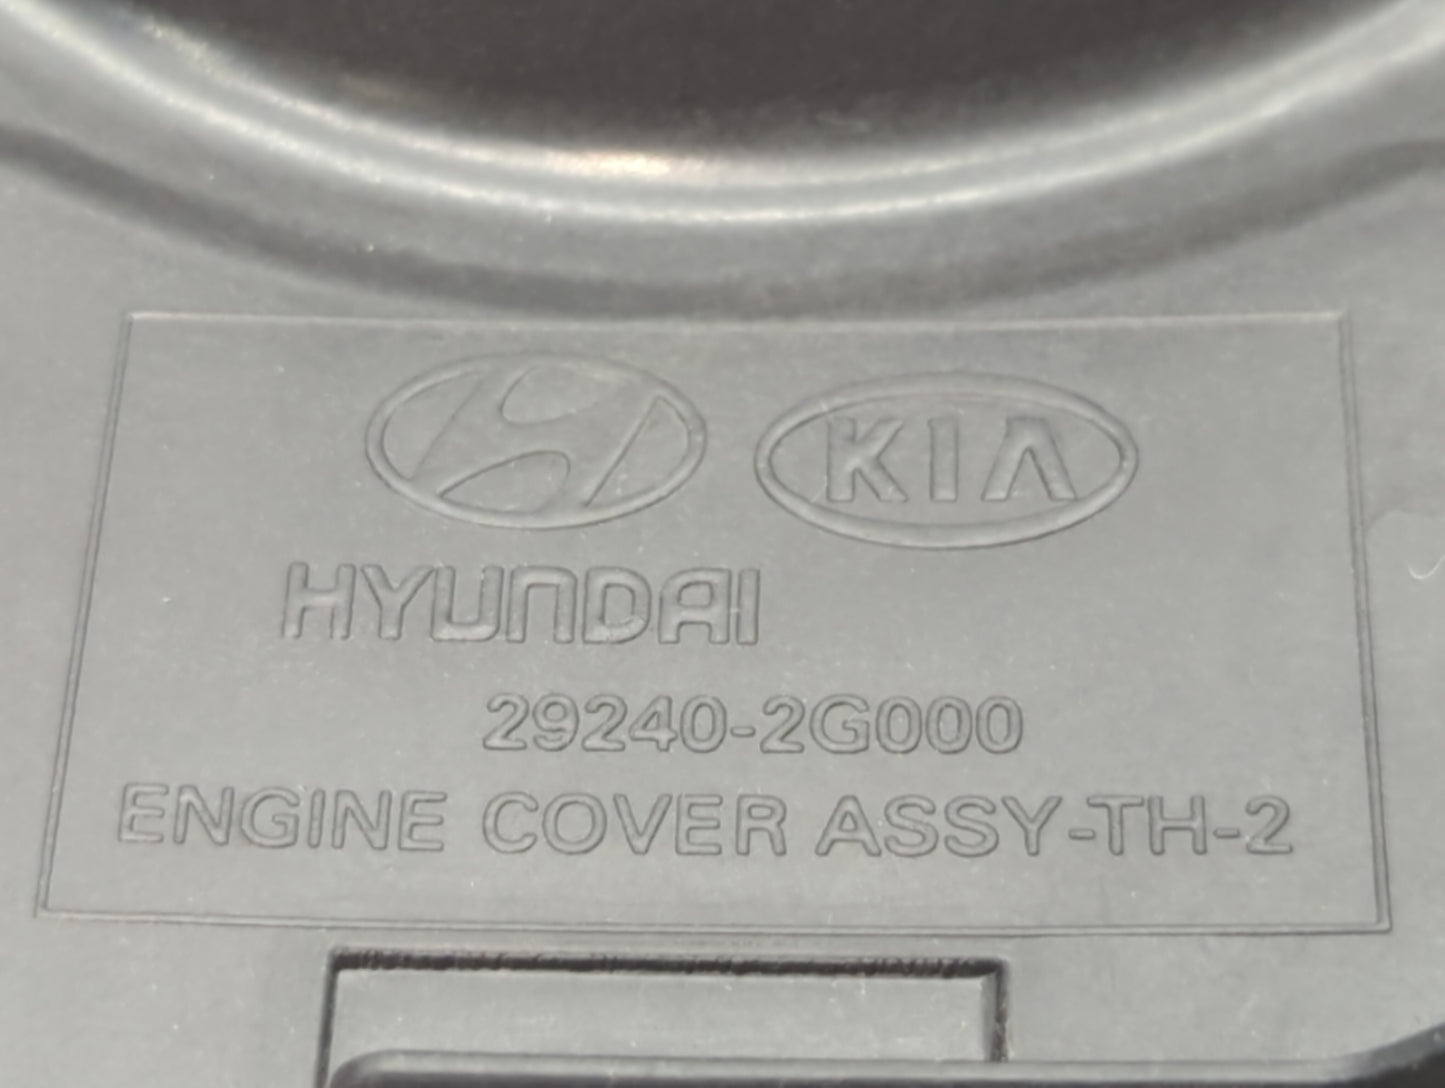 KIA
HYUNDAI
29240-2G000
ENGINE COVER ASSY-TH-2